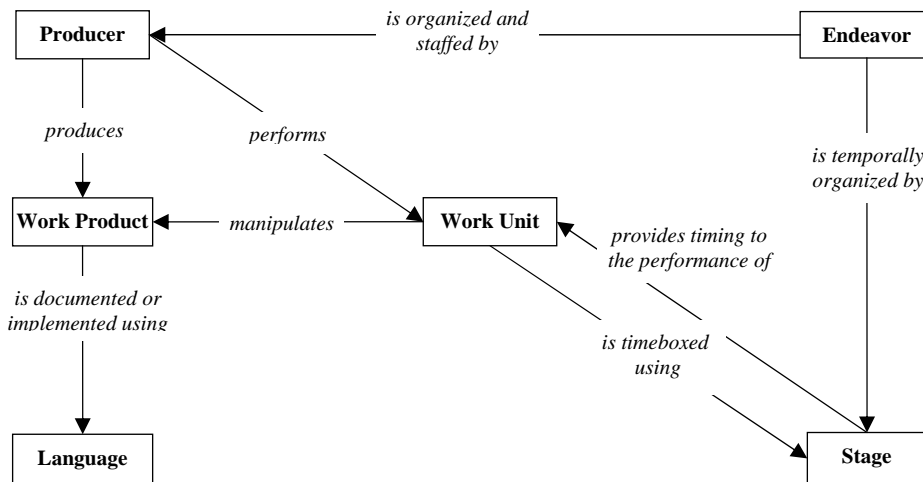 Producer
is organized and
staffed by
Endeavor
produces
performs
is temporally
organized by
Work Product
manipulates
Work Unit
provides timing to
the performance of
is documented or
implemented using
is timeboxed
using
Language
Stage